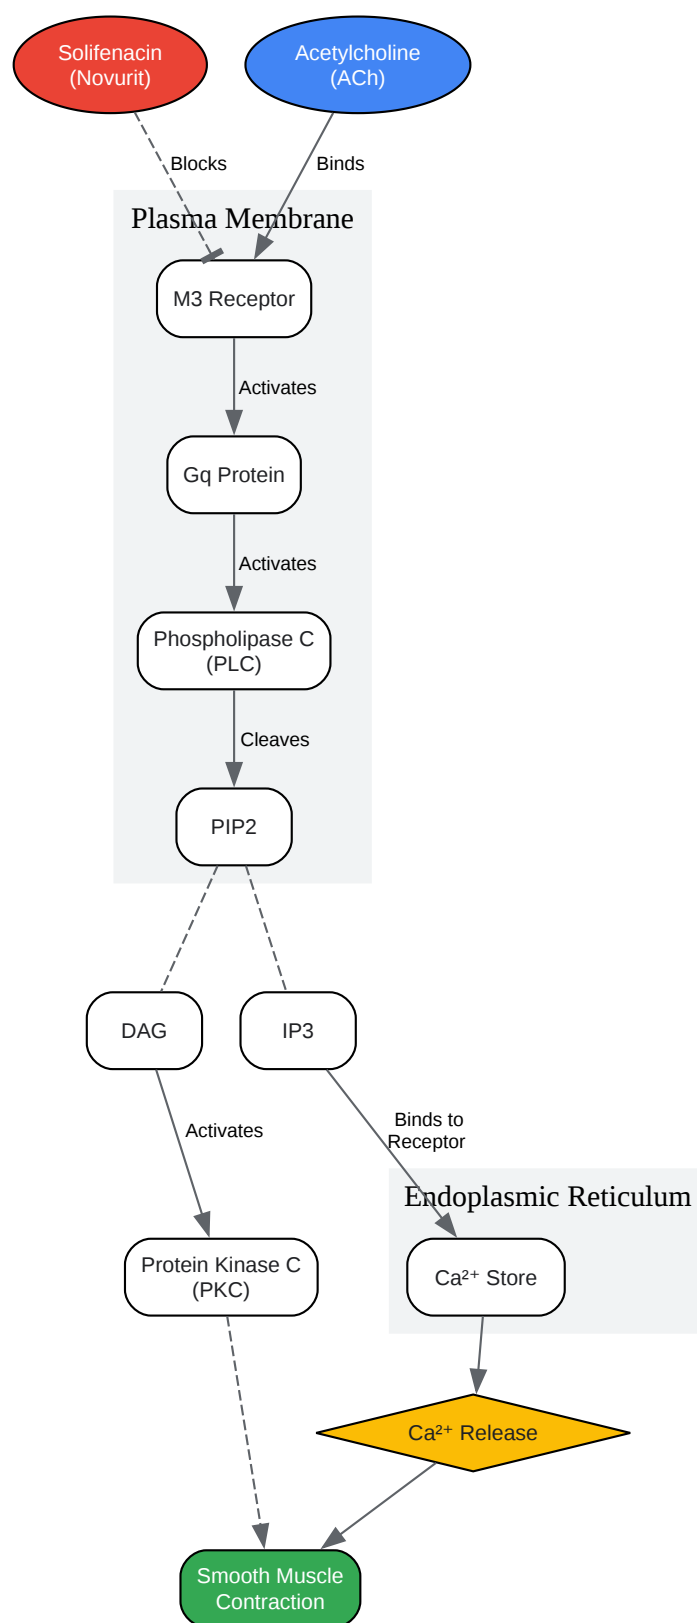 Solifenacin
(Novurit)
Acetylcholine
(ACh)
Blocks
Binds
Plasma Membrane
M3 Receptor
Activates
Gq Protein
Activates
Phospholipase C
(PLC)
Cleaves
PIP2
DAG
IP3
Activates
Binds to
Receptor
Endoplasmic Reticulum
Protein Kinase C
(PKC)
Ca²⁺ Store
Ca²⁺ Release
Smooth Muscle
Contraction